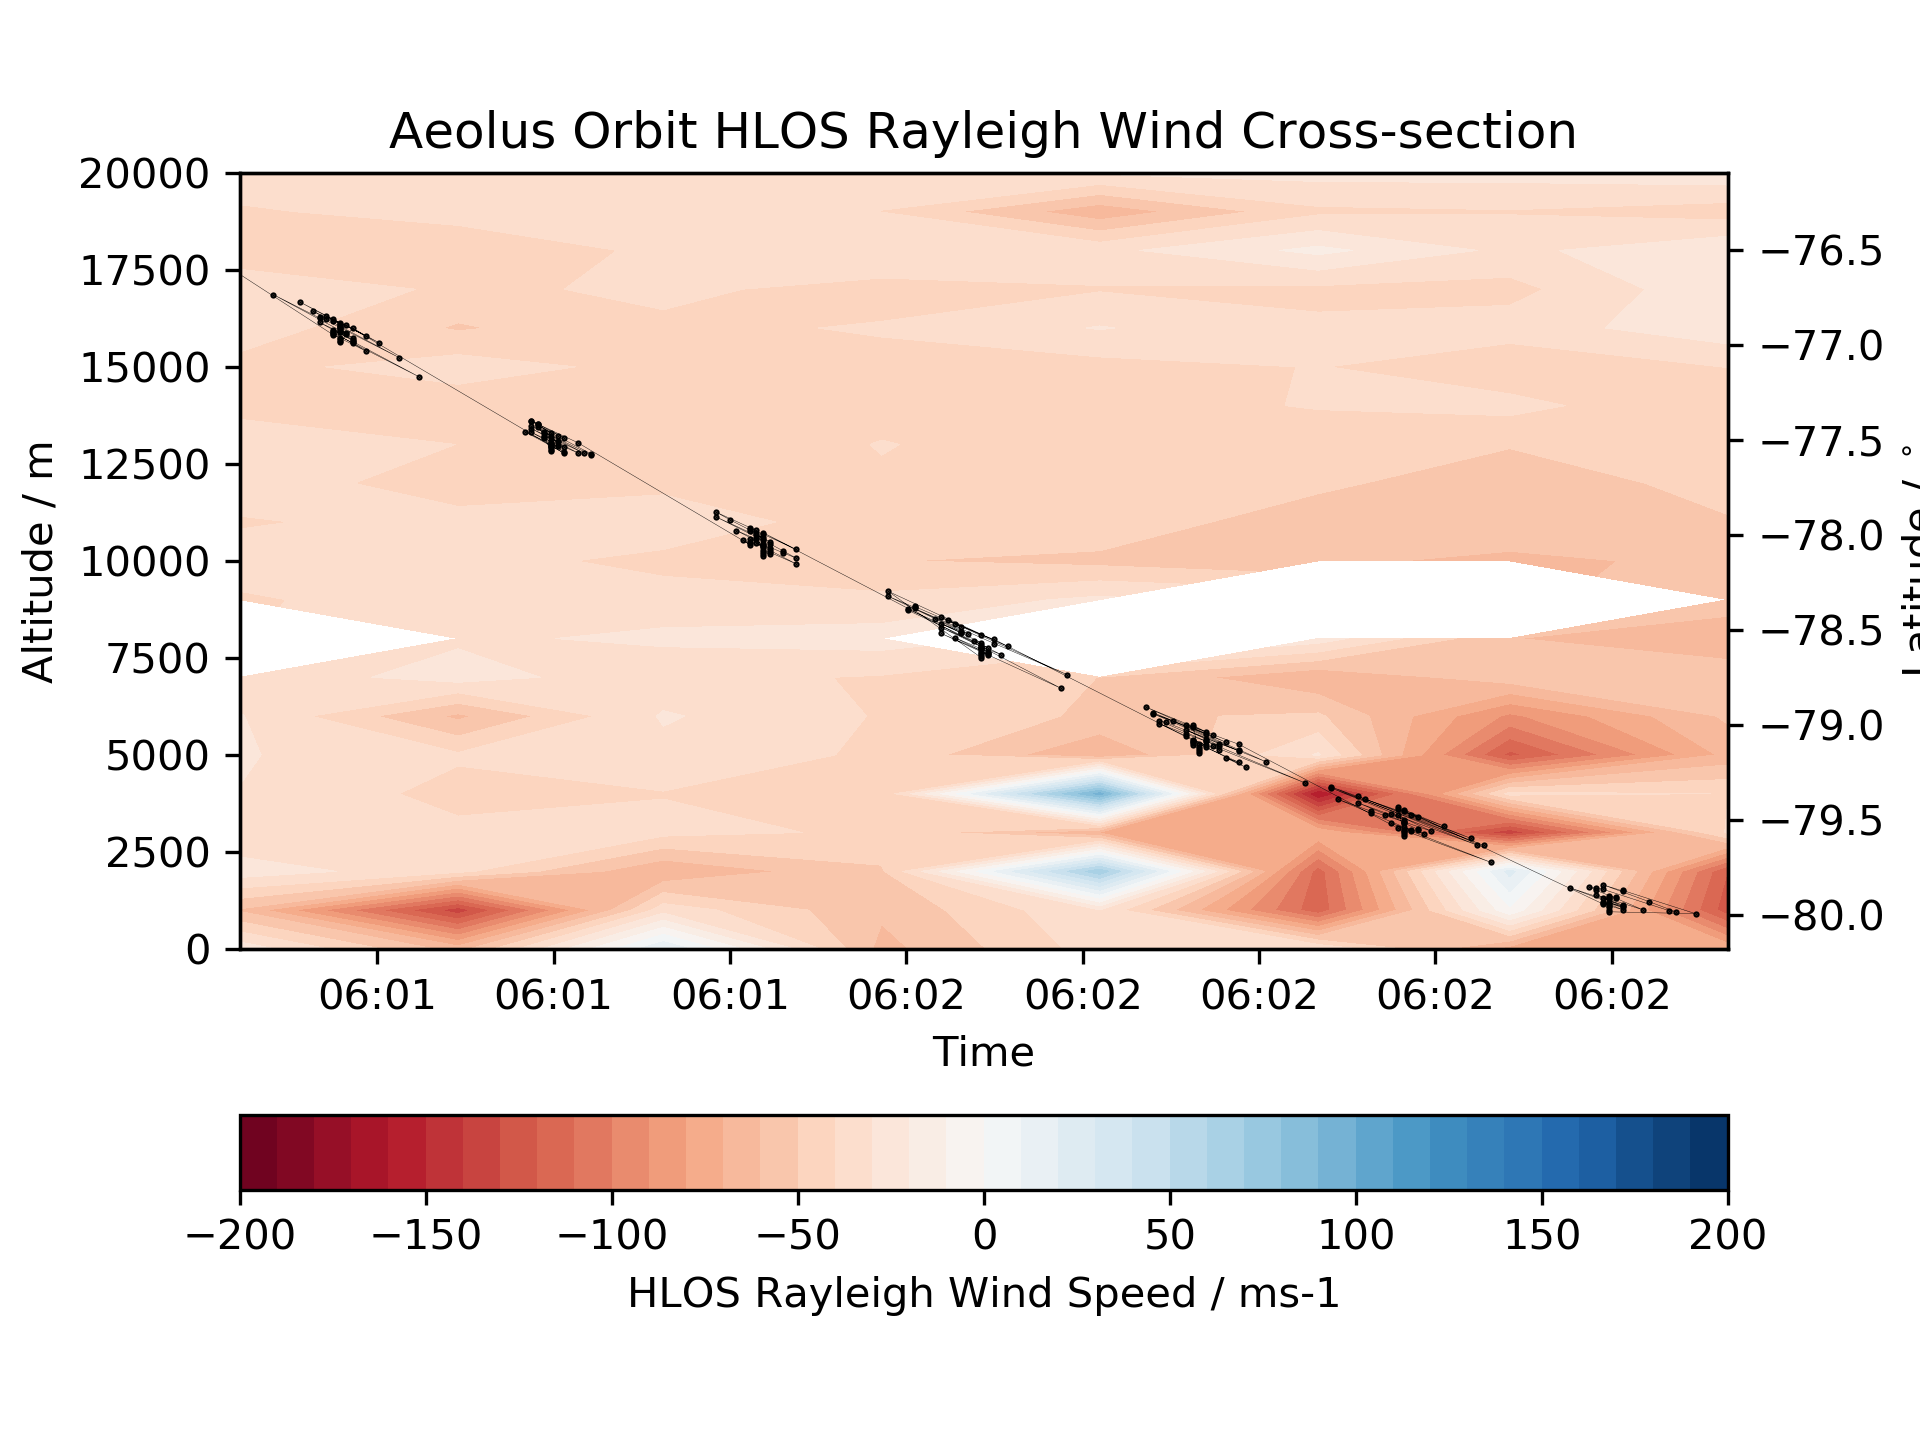 Aeolus Orbit HLOS Rayleigh Wind Cross-section
20000
17500
15000
12500
10000
7500
5000
2500
0
Altitude / m
−76.5
−77.0
−77.5
−78.0
−78.5
−79.0
−79.5
−80.0
Latitude / °
06:01 06:01 06:01 06:02 06:02 06:02 06:02 06:02
Time
−200 −150 −100 −50 0 50 100 150 200
HLOS Rayleigh Wind Speed / ms-1